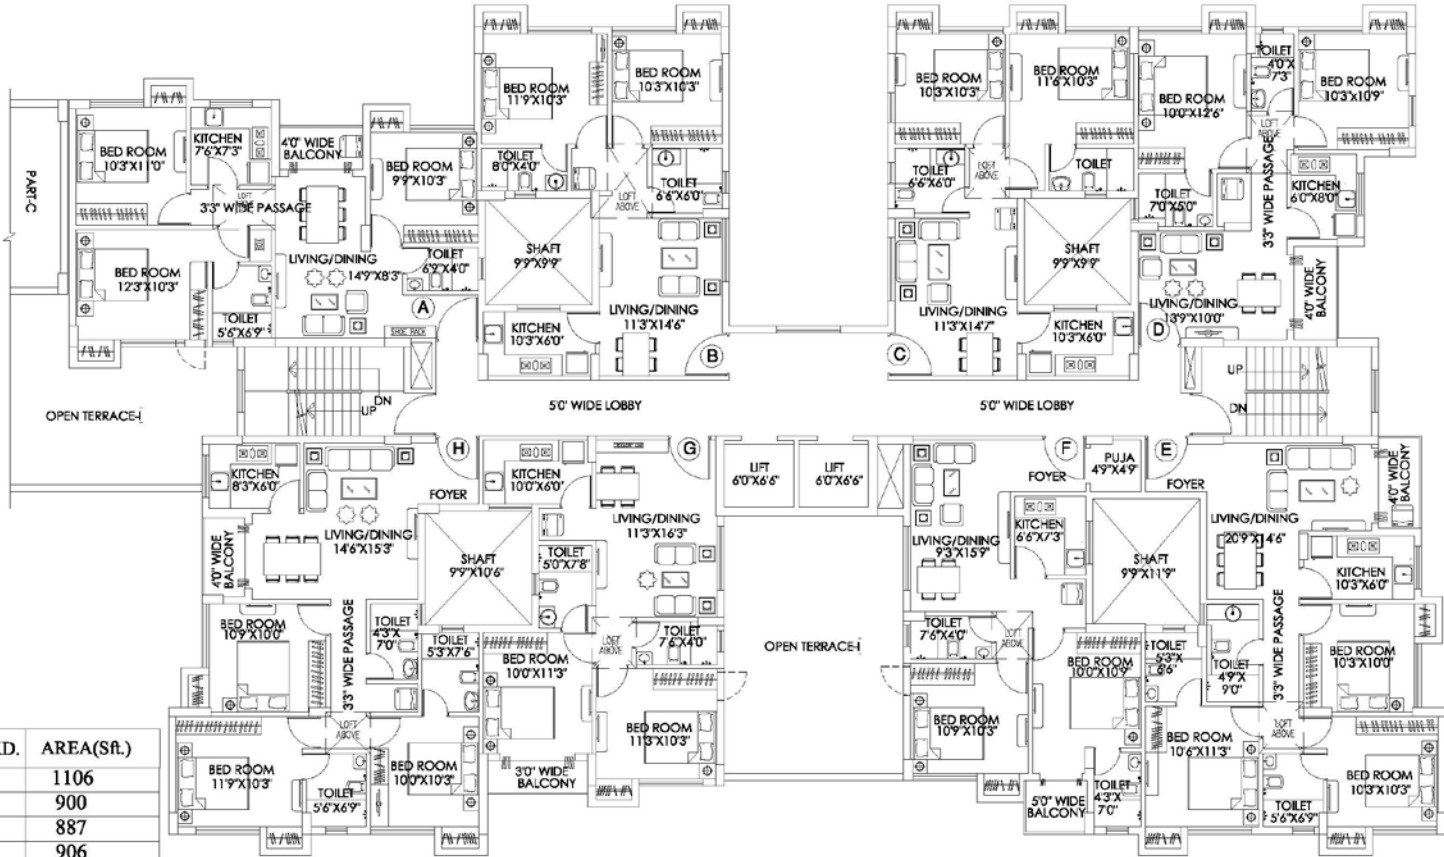 PART-C
BED ROOM
10'3"X11'0"
KITCHEN
7'6"X7'3"
4'0" WIDE
BALCONY
BED ROOM
9'9"X10'3"
LOFT
3'3" WIDE PASSAGE
BED ROOM
12'3"X10'3"
LIVING/DINING
14'9"X8'3"
TOILET
6'9"X4'0"
TOILET
5'6"X6'9"
SHOE RACK
A
BED ROOM
11'9"X10'3"
BED ROOM
10'3"X10'3"
TOILET
8'0"X4'0"
LOFT
ABOVE
TOILET
6'6"X6'0"
SHAFT
9'9"X9'9"
LIVING/DINING
11'3"X14'6"
KITCHEN
10'3"X6'0"
B
BED ROOM
10'3"X10'3"
BED ROOM
11'6"X10'3"
TOILET
6'6"X6'0"
LOFT
ABOVE
TOILET
SHAFT
9'9"X9'9"
LIVING/DINING
11'3"X14'7"
KITCHEN
10'3"X6'0"
C
BED ROOM
10'0"X12'6"
TOILET
4'0"X
7'3"
BED ROOM
10'3"X10'9"
LOFT
ABOVE
TOILET
7'0"X5'0"
3'3" WIDE PASSAGE
KITCHEN
6'0"X8'0"
LIVING/DINING
13'9"X10'0"
4'0" WIDE
BALCONY
D
OPEN TERRACE-I
UP
DN
5'0" WIDE LOBBY
5'0" WIDE LOBBY
UP
DN
H
KITCHEN
8'3"X6'0"
FOYER
LIVING/DINING
14'6"X15'3"
4'0" WIDE
BALCONY
SHAFT
9'9"X10'6"
BED ROOM
10'9"X10'0"
3'3" WIDE PASSAGE
TOILET
4'3"X
7'0"
TOILET
5'3"X7'6"
LOFT
ABOVE
BED ROOM
11'9"X10'3"
TOILET
5'6"X6'9"
BED ROOM
10'0"X10'3"
G
KITCHEN
10'0"X6'0"
LIVING/DINING
11'3"X16'3"
TOILET
5'0"X7'8"
BED ROOM
10'0"X11'3"
LOFT
ABOVE
TOILET
7'6"X4'0"
BED ROOM
11'3"X10'3"
3'0" WIDE
BALCONY
LIFT
6'0"X6'6"
LIFT
6'0"X6'6"
OPEN TERRACE-I
F
FOYER
PUJA
4'9"X4'9"
KITCHEN
6'6"X7'3"
LIVING/DINING
9'3"X15'9"
TOILET
7'6"X4'0"
LOFT
ABOVE
BED ROOM
10'0"X10'9"
BED ROOM
10'9"X10'3"
5'0" WIDE
BALCONY
TOILET
4'3"X
7'0"
E
FOYER
SHAFT
9'9"X11'9"
LIVING/DINING
20'9"X14'6"
4'0" WIDE
BALCONY
KITCHEN
10'3"X6'0"
TOILET
5'3"X
6'6"
TOILET
4'9"X
9'0"
3'3" WIDE PASSAGE
BED ROOM
10'3"X10'0"
LOFT
ABOVE
BED ROOM
10'6"X11'3"
TOILET
5'6"X6'9"
BED ROOM
10'3"X10'3"
D. AREA(Sft.)
1106
900
887
906